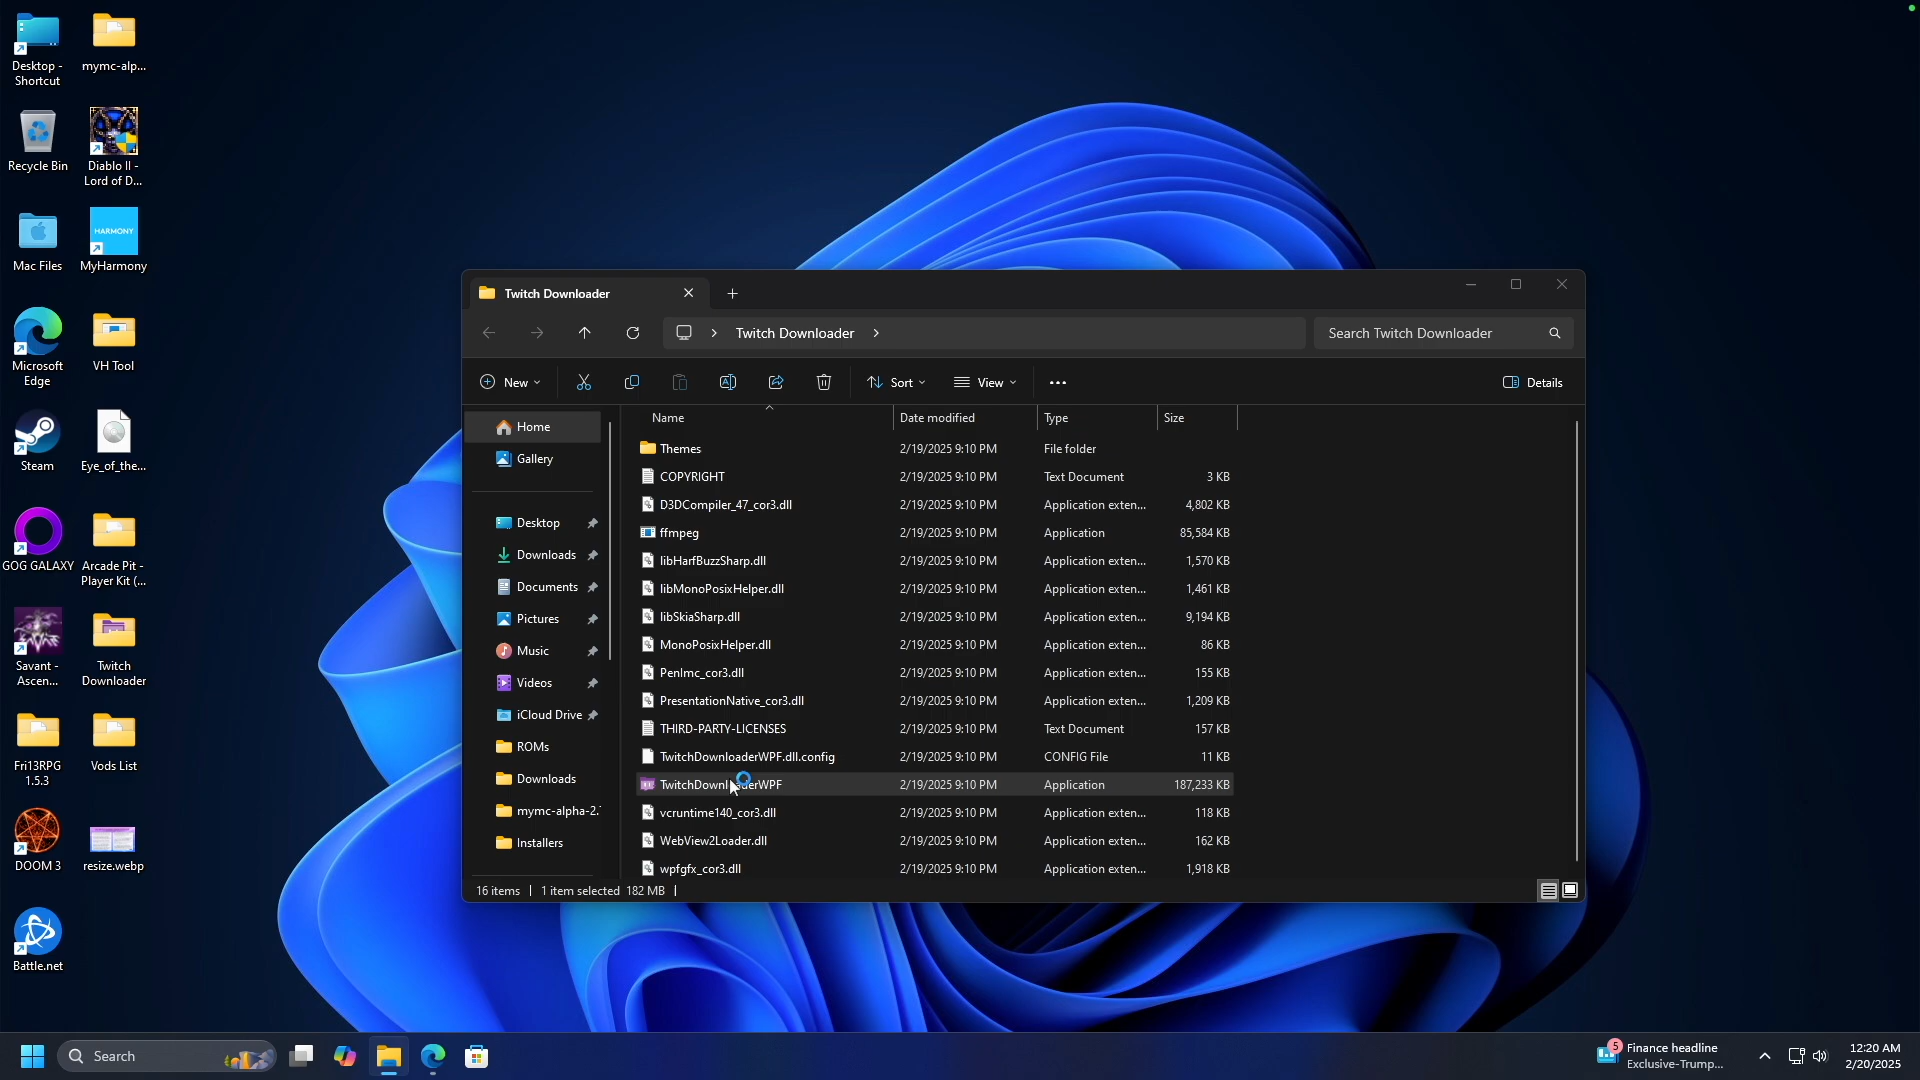 Desktop -
Shortcut
mymc-alp...
Recycle Bin
Diablo II -
Lord of D...
Mac Files
HARMONY
MyHarmony
Microsoft
Edge
VH Tool
Steam
Eye_of_the...
GOG GALAXY
Arcade Pit -
Player Kit (...
Savant -
Ascen...
Twitch
Downloader
Fri13RPG
1.5.3
Vods List
DOOM 3
resize.webp
Battle.net
Twitch Downloader
Twitch Downloader
Search Twitch Downloader
New
Sort
View
Details
Home
Gallery
Desktop
Downloads
Documents
Pictures
Music
Videos
iCloud Drive
ROMs
Downloads
mymc-alpha-2.7
Installers
Name Date modified Type Size
Themes 2/19/2025 9:10 PM File folder
COPYRIGHT 2/19/2025 9:10 PM Text Document 3 KB
D3DCompiler_47_cor3.dll 2/19/2025 9:10 PM Application exten... 4,802 KB
ffmpeg 2/19/2025 9:10 PM Application 85,584 KB
libHarfBuzzSharp.dll 2/19/2025 9:10 PM Application exten... 1,570 KB
libMonoPosixHelper.dll 2/19/2025 9:10 PM Application exten... 1,461 KB
libSkiaSharp.dll 2/19/2025 9:10 PM Application exten... 9,194 KB
MonoPosixHelper.dll 2/19/2025 9:10 PM Application exten... 86 KB
PenImc_cor3.dll 2/19/2025 9:10 PM Application exten... 155 KB
PresentationNative_cor3.dll 2/19/2025 9:10 PM Application exten... 1,209 KB
THIRD-PARTY-LICENSES 2/19/2025 9:10 PM Text Document 157 KB
TwitchDownloaderWPF.dll.config 2/19/2025 9:10 PM CONFIG File 11 KB
TwitchDownloaderWPF 2/19/2025 9:10 PM Application 187,233 KB
vcruntime140_cor3.dll 2/19/2025 9:10 PM Application exten... 118 KB
WebView2Loader.dll 2/19/2025 9:10 PM Application exten... 162 KB
wpfgfx_cor3.dll 2/19/2025 9:10 PM Application exten... 1,918 KB
16 items 1 item selected 182 MB
Search
5
Finance headline
Exclusive-Trump...
12:20 AM
2/20/2025